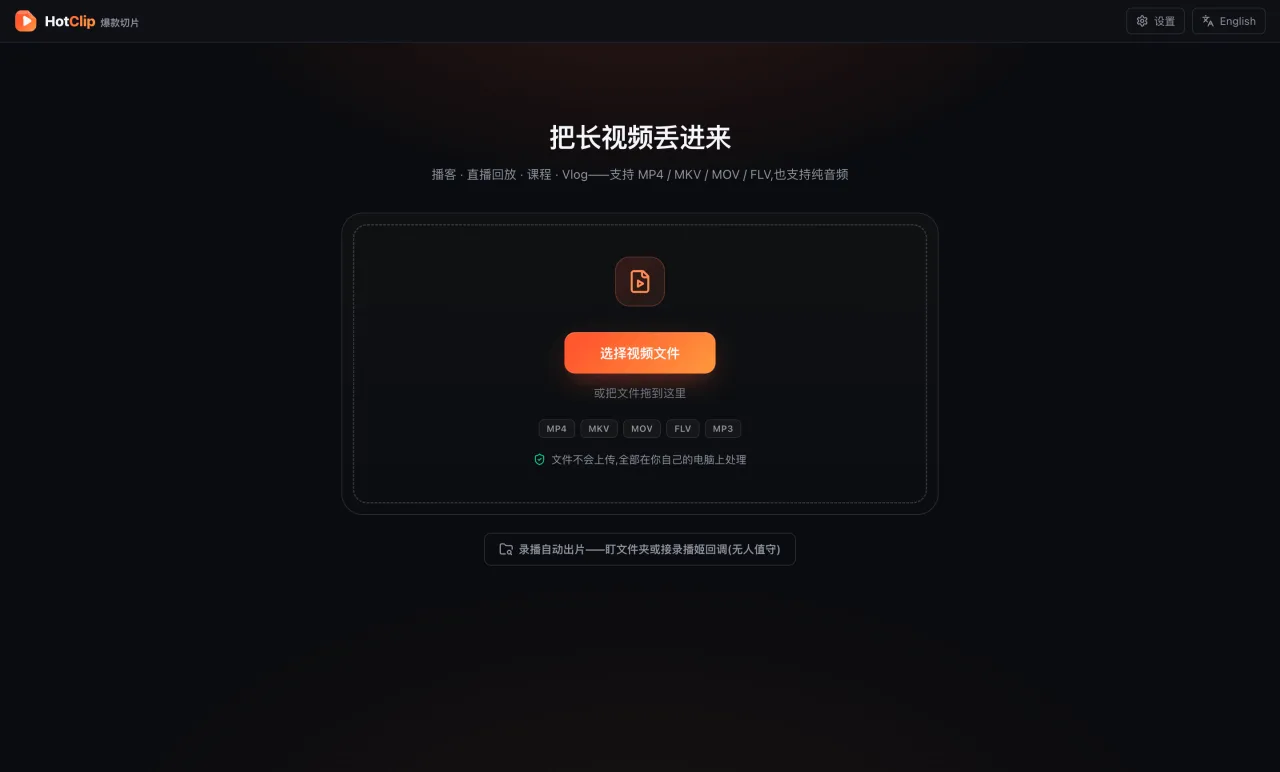 HotClip 爆款切片
设置
English
把长视频丢进来
播客 · 直播回放 · 课程 · Vlog——支持 MP4 / MKV / MOV / FLV,也支持纯音频
选择视频文件
或把文件拖到这里
MP4 MKV MOV FLV MP3
文件不会上传,全部在你自己的电脑上处理
录播自动出片——盯文件夹或接录播姬回调(无人值守)